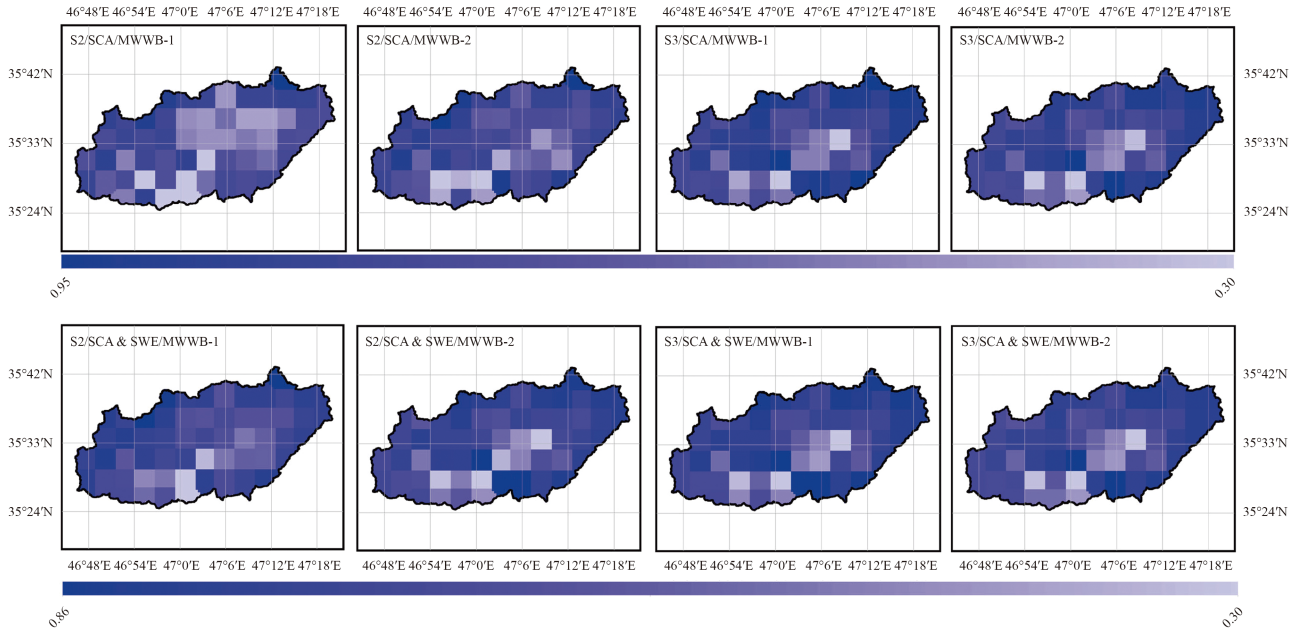 46°48′E 46°54′E 47°0′E 47°6′E 47°12′E 47°18′E 46°48′E 46°54′E 47°0′E 47°6′E 47°12′E 47°18′E 46°48′E 46°54′E 47°0′E 47°6′E 47°12′E 47°18′E 46°48′E 46°54′E 47°0′E 47°6′E 47°12′E 47°18′E
S2/SCA/MWWB-1 S2/SCA/MWWB-2 S3/SCA/MWWB-1 S3/SCA/MWWB-2
35°42′N 35°42′N
35°33′N 35°33′N
35°24′N 35°24′N
0.95 0.30
S2/SCA & SWE/MWWB-1 S2/SCA & SWE/MWWB-2 S3/SCA & SWE/MWWB-1 S3/SCA & SWE/MWWB-2
35°42′N 35°42′N
35°33′N 35°33′N
35°24′N 35°24′N
46°48′E 46°54′E 47°0′E 47°6′E 47°12′E 47°18′E 46°48′E 46°54′E 47°0′E 47°6′E 47°12′E 47°18′E 46°48′E 46°54′E 47°0′E 47°6′E 47°12′E 47°18′E 46°48′E 46°54′E 47°0′E 47°6′E 47°12′E 47°18′E
0.86 0.30